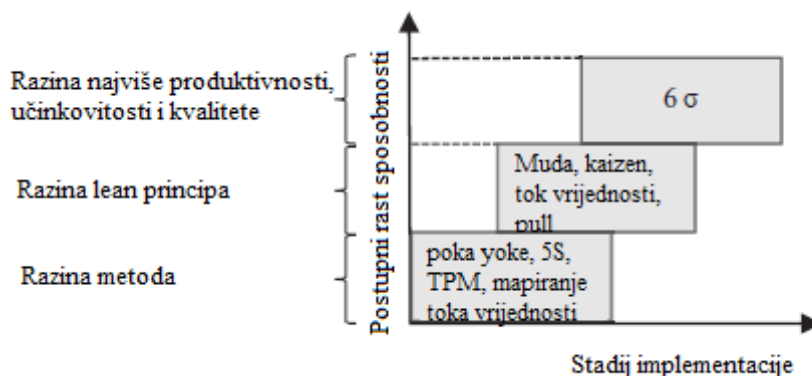 Razina najviše produktivnosti,
učinkovitosti i kvalitete
Razina lean principa
Razina metoda
Postupni rast sposobnosti
6 σ
Muda, kaizen,
tok vrijednosti,
pull
poka yoke, 5S,
TPM, mapiranje
toka vrijednosti
Stadij implementacije